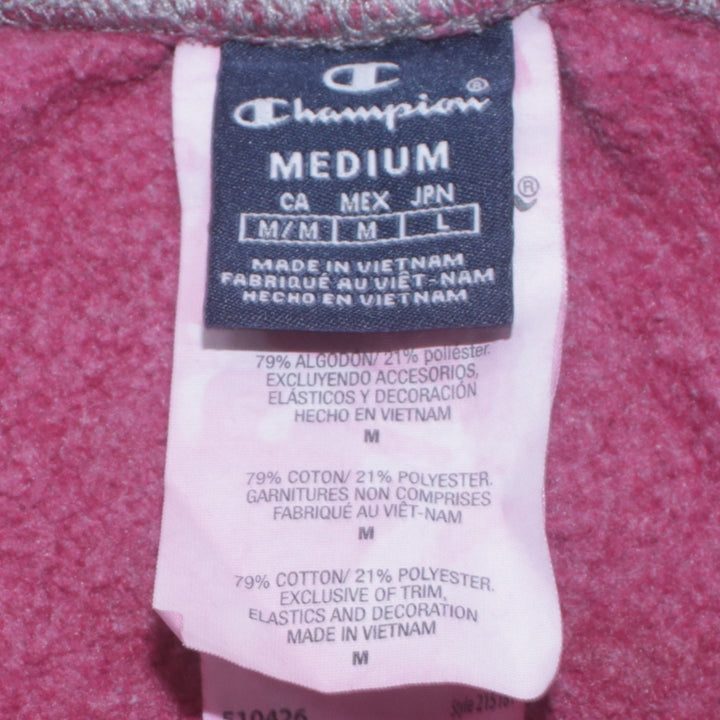 Champion®
MEDIUM
CA MEX JPN
M/M M L
®
MADE IN VIETNAM
FABRIQUÉ AU VIÊT-NAM
HECHO EN VIETNAM
79% ALGODON/ 21% poliéster.
EXCLUYENDO ACCESORIOS,
ELÁSTICOS Y DECORACIÓN
HECHO EN VIETNAM
M
79% COTON/ 21% POLYESTER.
GARNITURES NON COMPRISES
FABRIQUÉ AU VIÊT-NAM
M
79% COTTON/ 21% POLYESTER.
EXCLUSIVE OF TRIM,
ELASTICS AND DECORATION
MADE IN VIETNAM
M
510426 Style